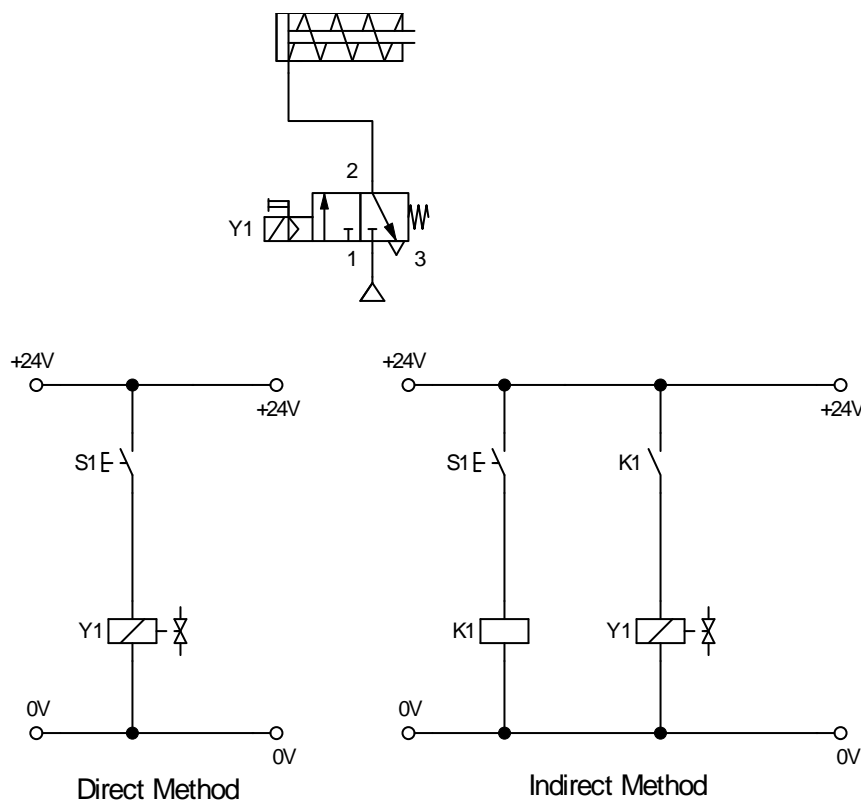 2
Y1
1
3
+24V
+24V
S1
Y1
0V
0V
Direct Method
+24V
+24V
S1
K1
K1
Y1
0V
0V
Indirect Method